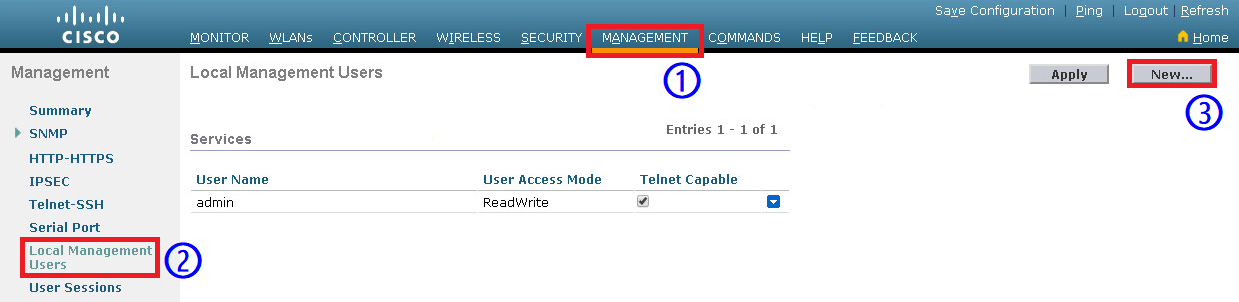 Save Configuration | Ping | Logout | Refresh
CISCO
MONITOR WLANs CONTROLLER WIRELESS SECURITY MANAGEMENT COMMANDS HELP FEEDBACK Home
Management
Local Management Users
1
Apply
New...
3
Summary
SNMP
HTTP-HTTPS
IPSEC
Telnet-SSH
Serial Port
Local Management
Users
2
User Sessions
Entries 1 - 1 of 1
Services
User Name User Access Mode Telnet Capable
admin ReadWrite